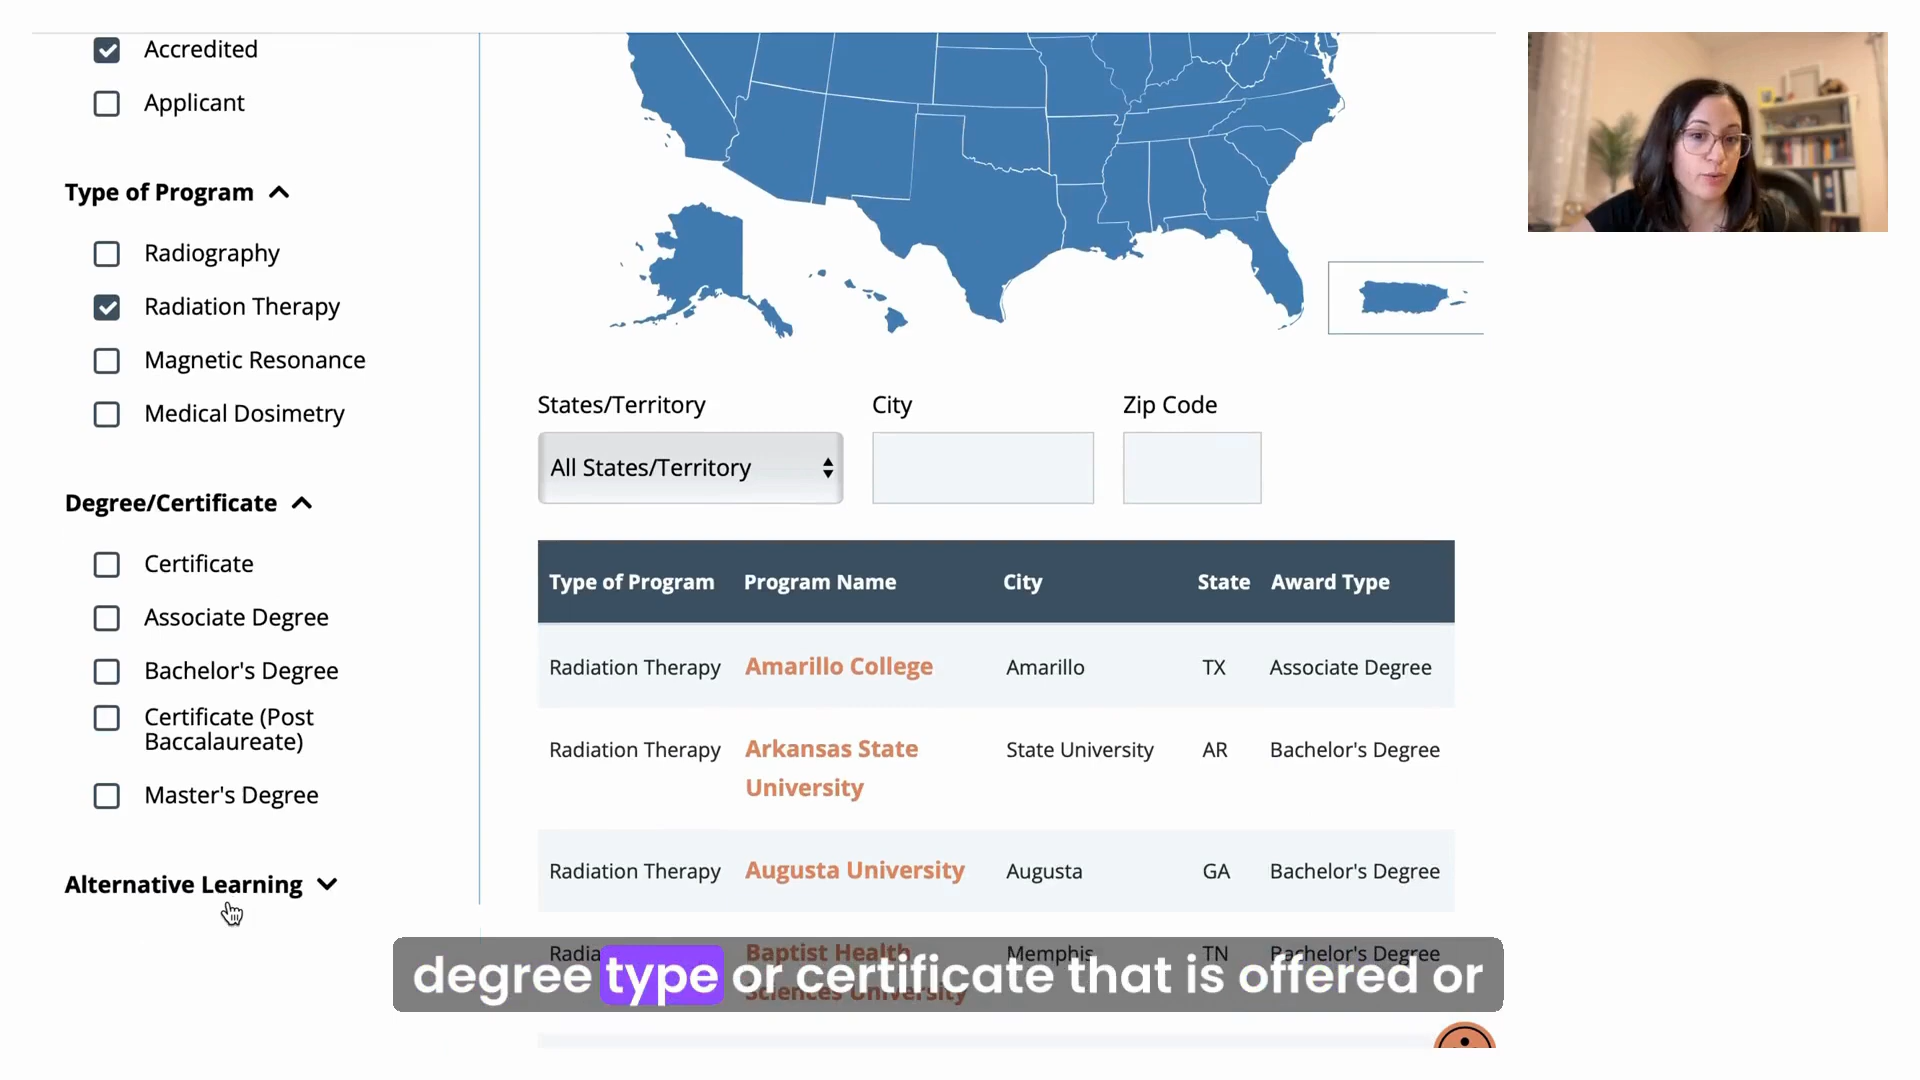 Accredited
Applicant
Type of Program
Radiography
Radiation Therapy
Magnetic Resonance
Medical Dosimetry
Degree/Certificate
Certificate
Associate Degree
Bachelor's Degree
Certificate (Post
Baccalaureate)
Master's Degree
Alternative Learning
States/Territory City Zip Code
All States/Territory
Type of Program Program Name City State Award Type
Radiation Therapy Amarillo College Amarillo TX Associate Degree
Radiation Therapy Arkansas State State University AR Bachelor's Degree
University
Radiation Therapy Augusta University Augusta GA Bachelor's Degree
Radia Baptist Health Memphis TN Bachelor's Degree
Sciences University
degree type or certificate that is offered or